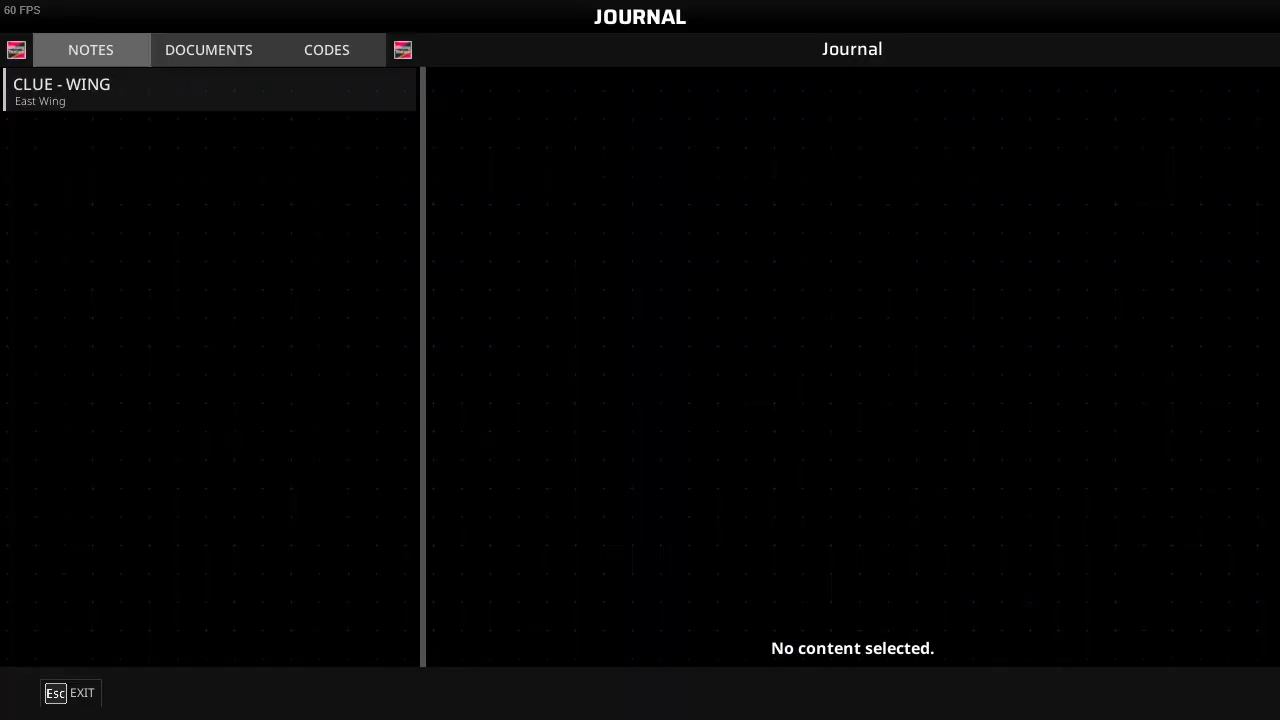 60 FPS
JOURNAL
NOTES DOCUMENTS CODES
Journal
CLUE - WING
East Wing
No content selected.
Esc EXIT